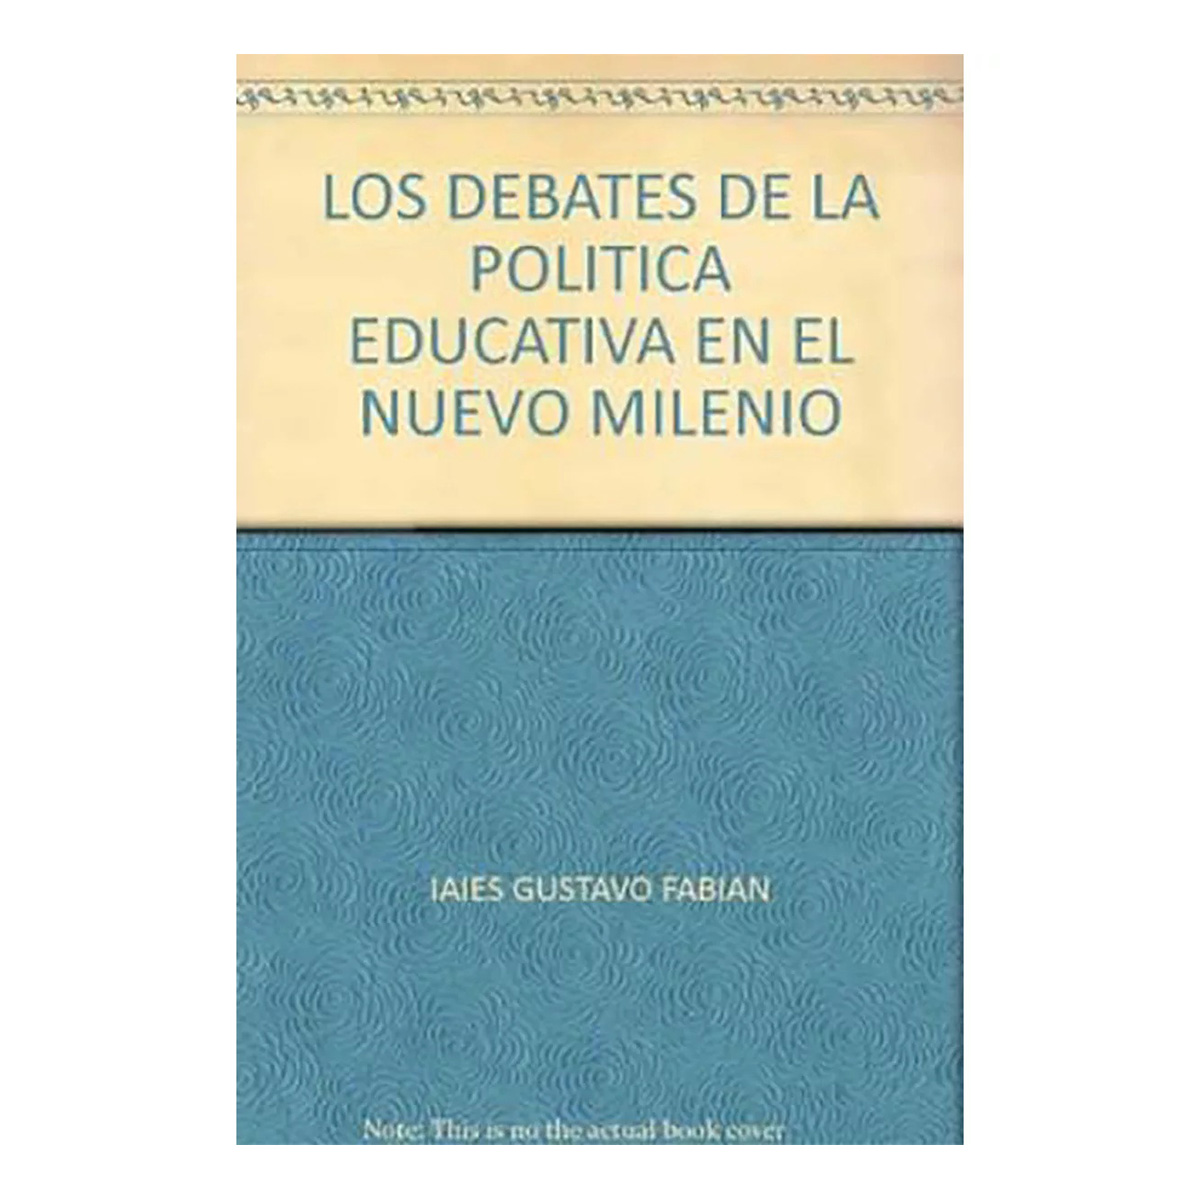 LOS DEBATES DE LA
POLITICA
EDUCATIVA EN EL
NUEVO MILENIO
IAIES GUSTAVO FABIAN
Note: This is no the actual book cover